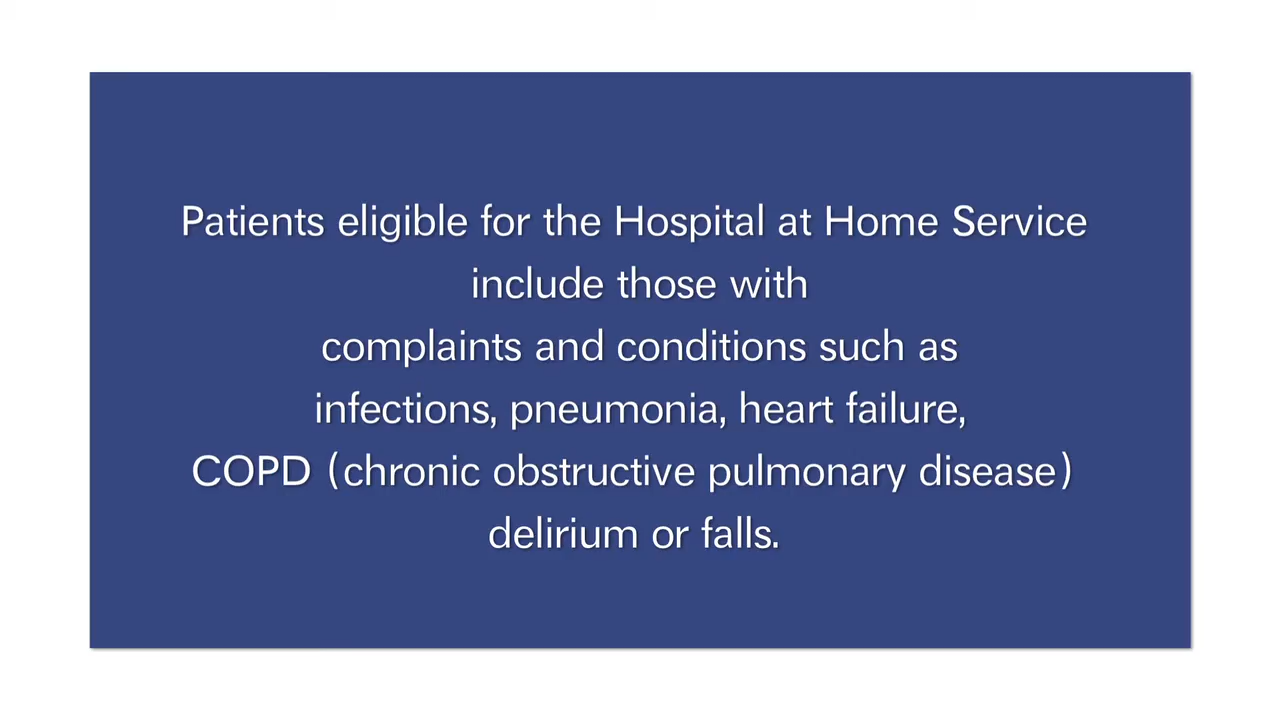 Patients eligible for the Hospital at Home Service
include those with
complaints and conditions such as
infections, pneumonia, heart failure,
COPD (chronic obstructive pulmonary disease)
delirium or falls.